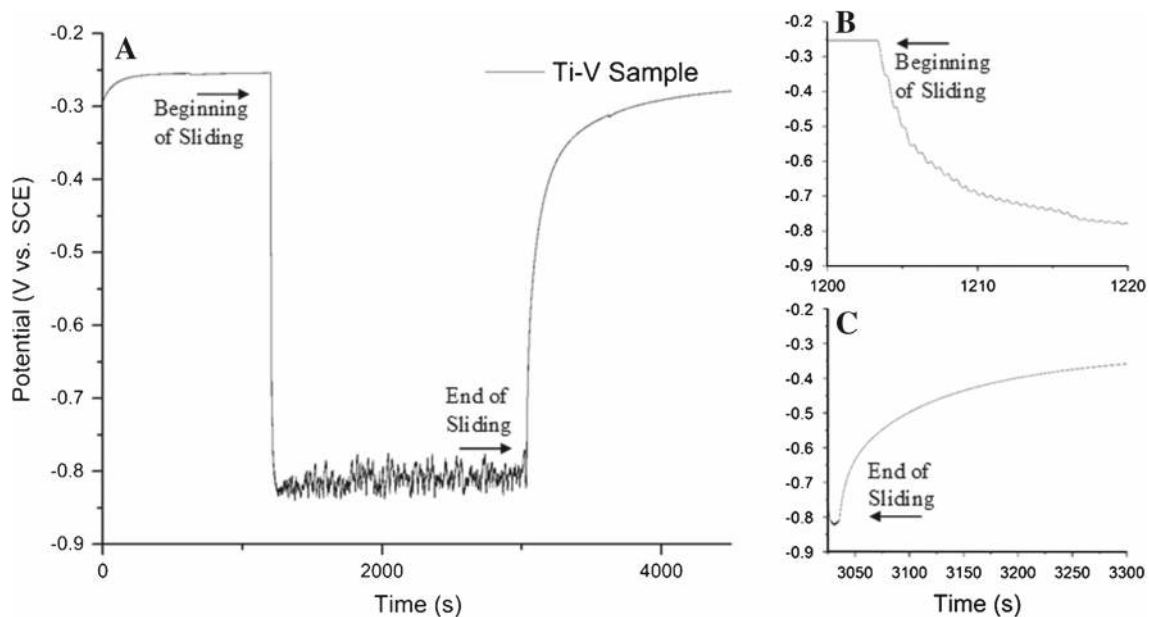 A
Ti-V Sample
Beginning
of Sliding
End of
Sliding
Potential (V vs. SCE)
-0.2
-0.3
-0.4
-0.5
-0.6
-0.7
-0.8
-0.9
0
2000
4000
Time (s)
B
Beginning
of Sliding
-0.2
-0.3
-0.4
-0.5
-0.6
-0.7
-0.8
-0.9
1200
1210
1220
C
End of
Sliding
-0.2
-0.3
-0.4
-0.5
-0.6
-0.7
-0.8
-0.9
3050
3100
3150
3200
3250
3300
Time (s)